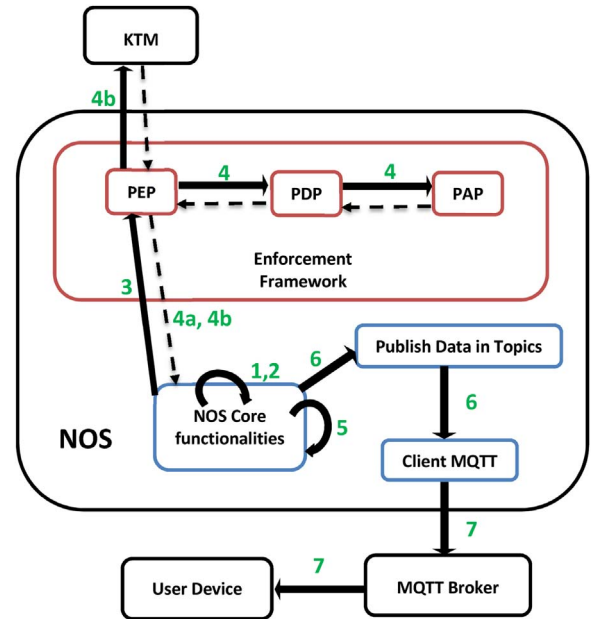 KTM
4b
4
4
PEP
PDP
PAP
Enforcement
Framework
3
4a, 4b
1,2
6
Publish Data in Topics
NOS Core
functionalities
5
6
NOS
Client MQTT
7
7
User Device
MQTT Broker